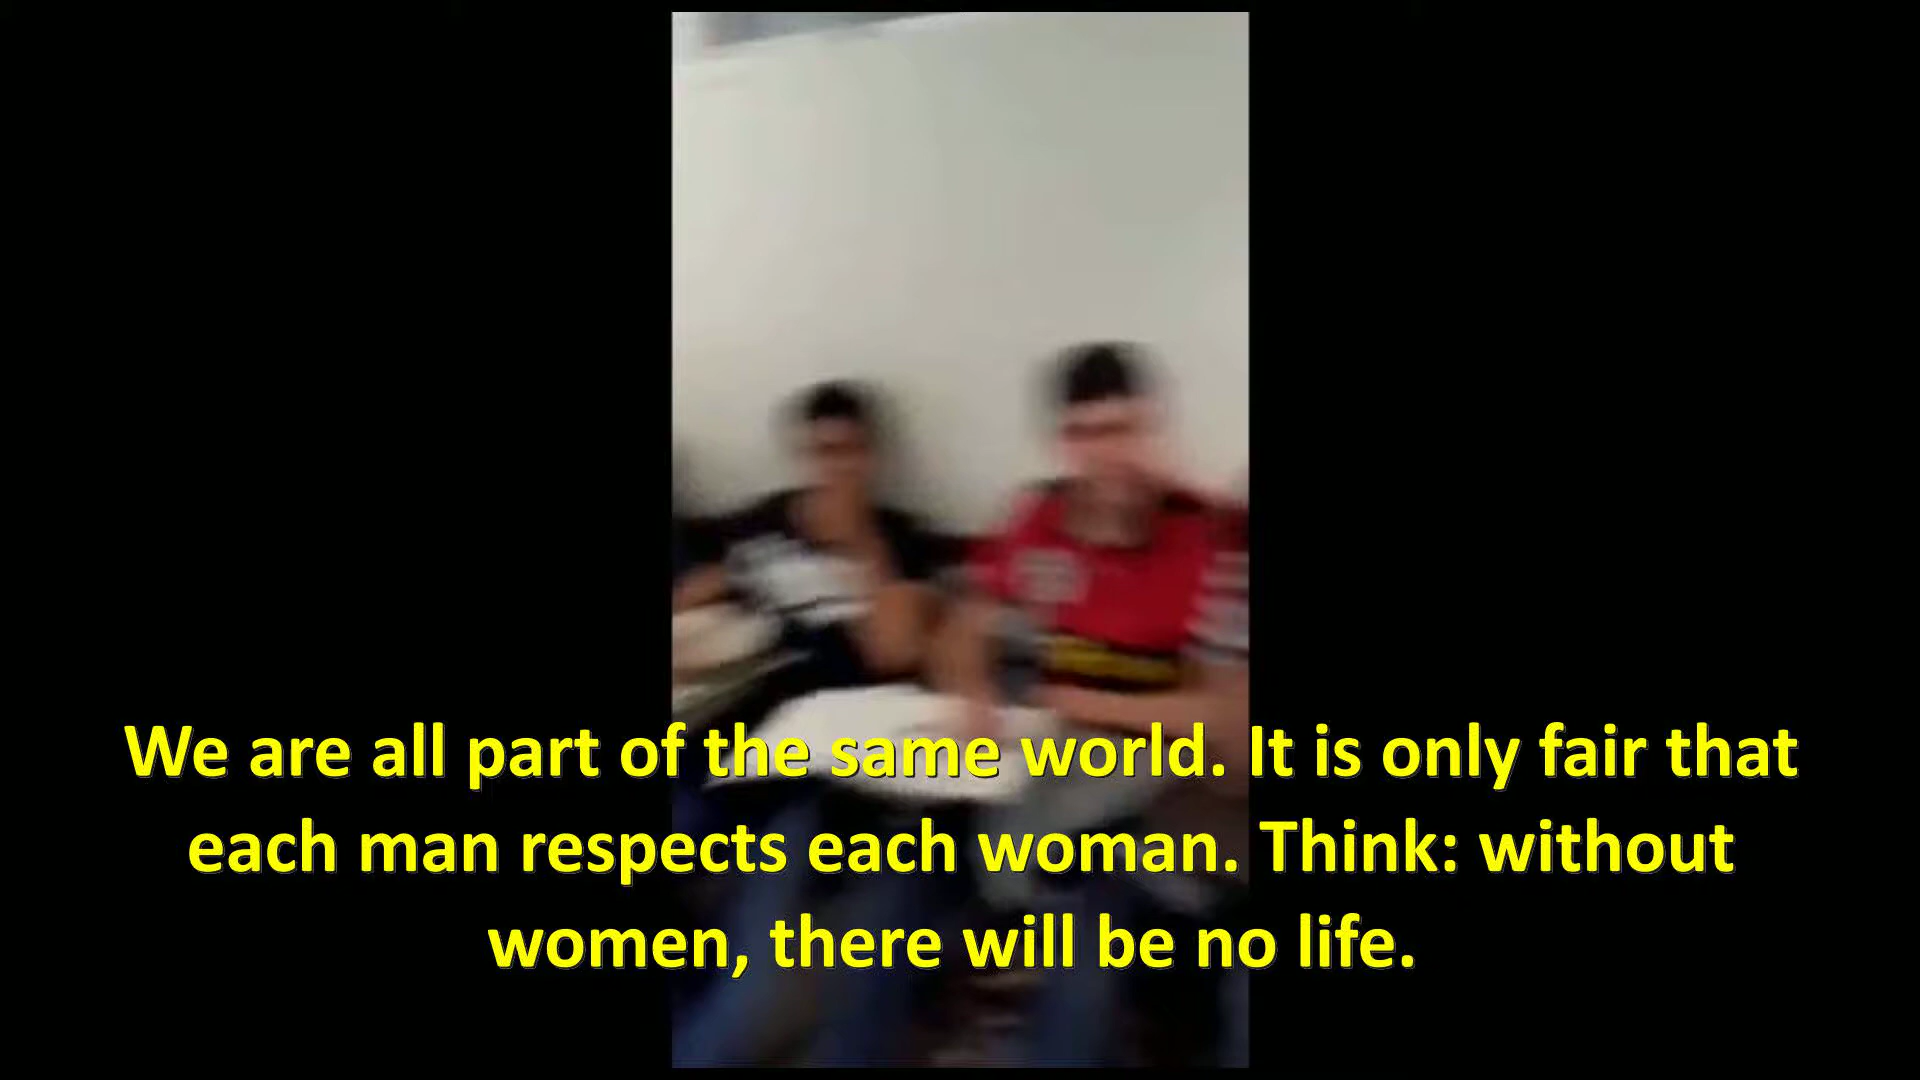 We are all part of the same world. It is only fair that
each man respects each woman. Think: without
women, there will be no life.